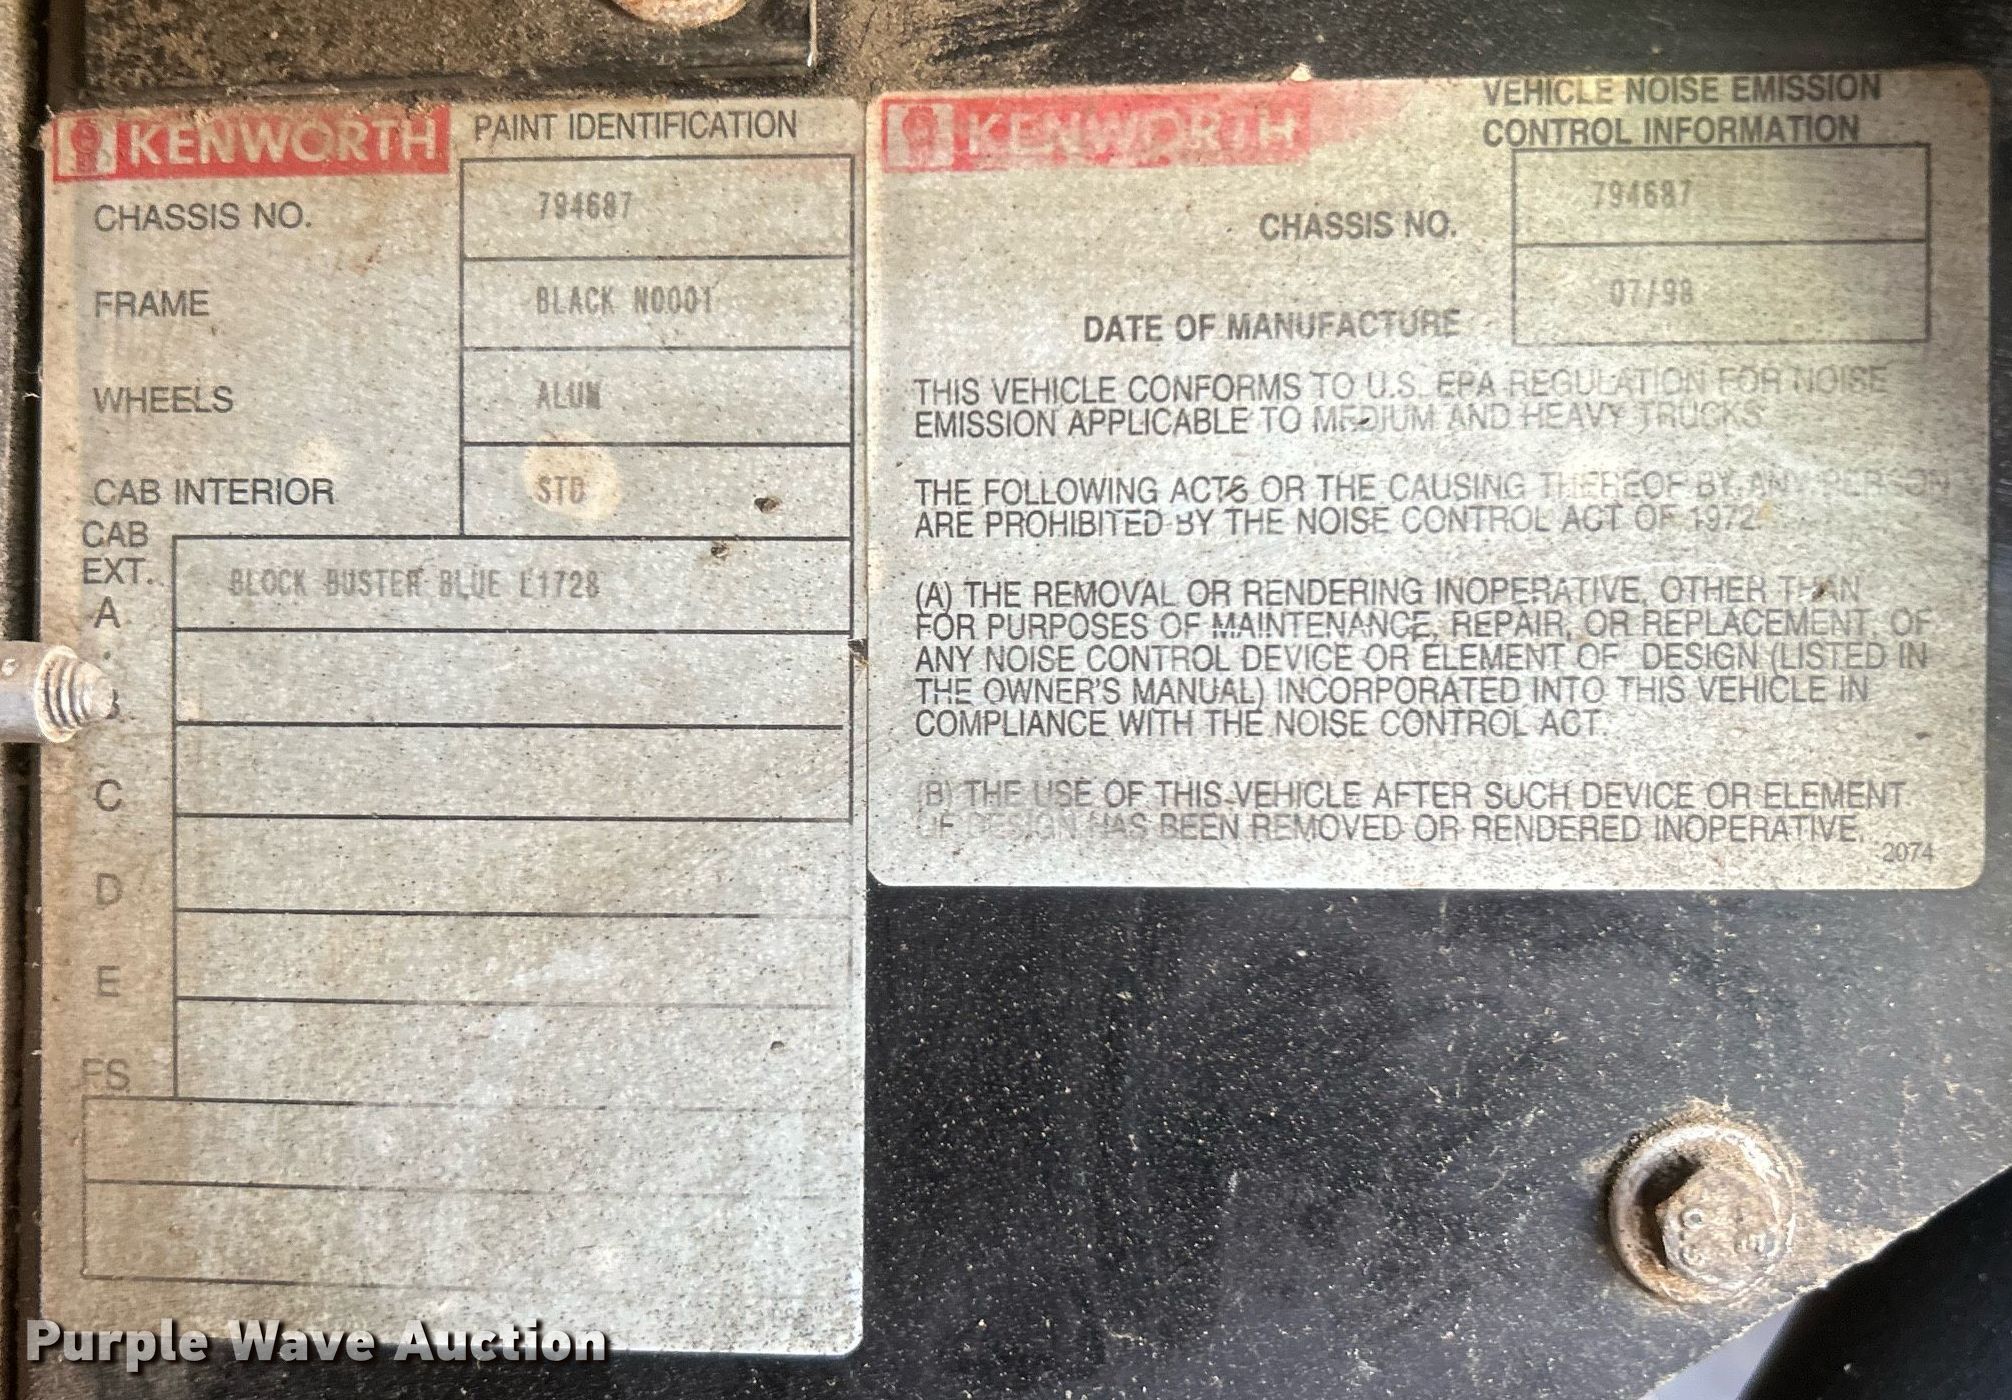 KENWORTH PAINT IDENTIFICATION
CHASSIS NO. 794687
FRAME BLACK N0001
WHEELS ALUM
CAB INTERIOR STD
CAB
EXT.
A BLOCK BUSTER BLUE L1728
B
C
D
E
FS
KENWORTH
VEHICLE NOISE EMISSION
CONTROL INFORMATION
CHASSIS NO. 794687
DATE OF MANUFACTURE 07/98
THIS VEHICLE CONFORMS TO U.S. EPA REGULATION FOR NOISE
EMISSION APPLICABLE TO MEDIUM AND HEAVY TRUCKS
THE FOLLOWING ACTS OR THE CAUSING THEREOF BY ANY PERSON
ARE PROHIBITED BY THE NOISE CONTROL ACT OF 1972.
(A) THE REMOVAL OR RENDERING INOPERATIVE, OTHER THAN
FOR PURPOSES OF MAINTENANCE, REPAIR, OR REPLACEMENT, OF
ANY NOISE CONTROL DEVICE OR ELEMENT OF DESIGN (LISTED IN
THE OWNER'S MANUAL) INCORPORATED INTO THIS VEHICLE IN
COMPLIANCE WITH THE NOISE CONTROL ACT.
(B) THE USE OF THIS VEHICLE AFTER SUCH DEVICE OR ELEMENT
OF DESIGN HAS BEEN REMOVED OR RENDERED INOPERATIVE.
2074
Purple Wave Auction